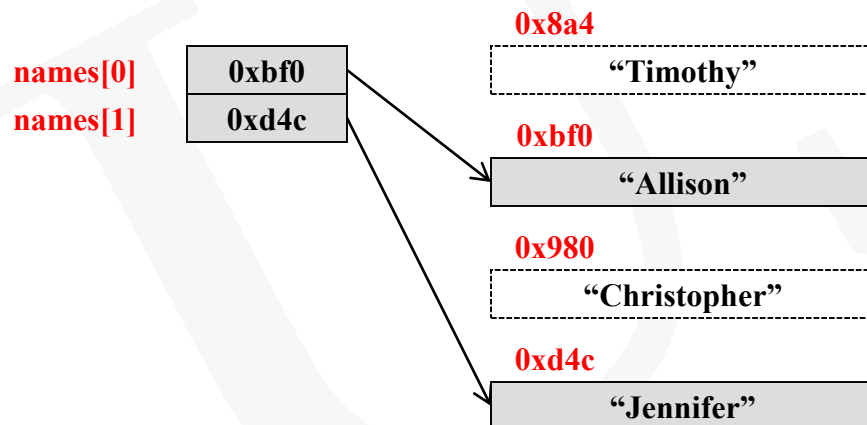 0x8a4
names[0] 0xbf0 “Timothy”
names[1] 0xd4c
0xbf0
“Allison”
0x980
“Christopher”
0xd4c
“Jennifer”